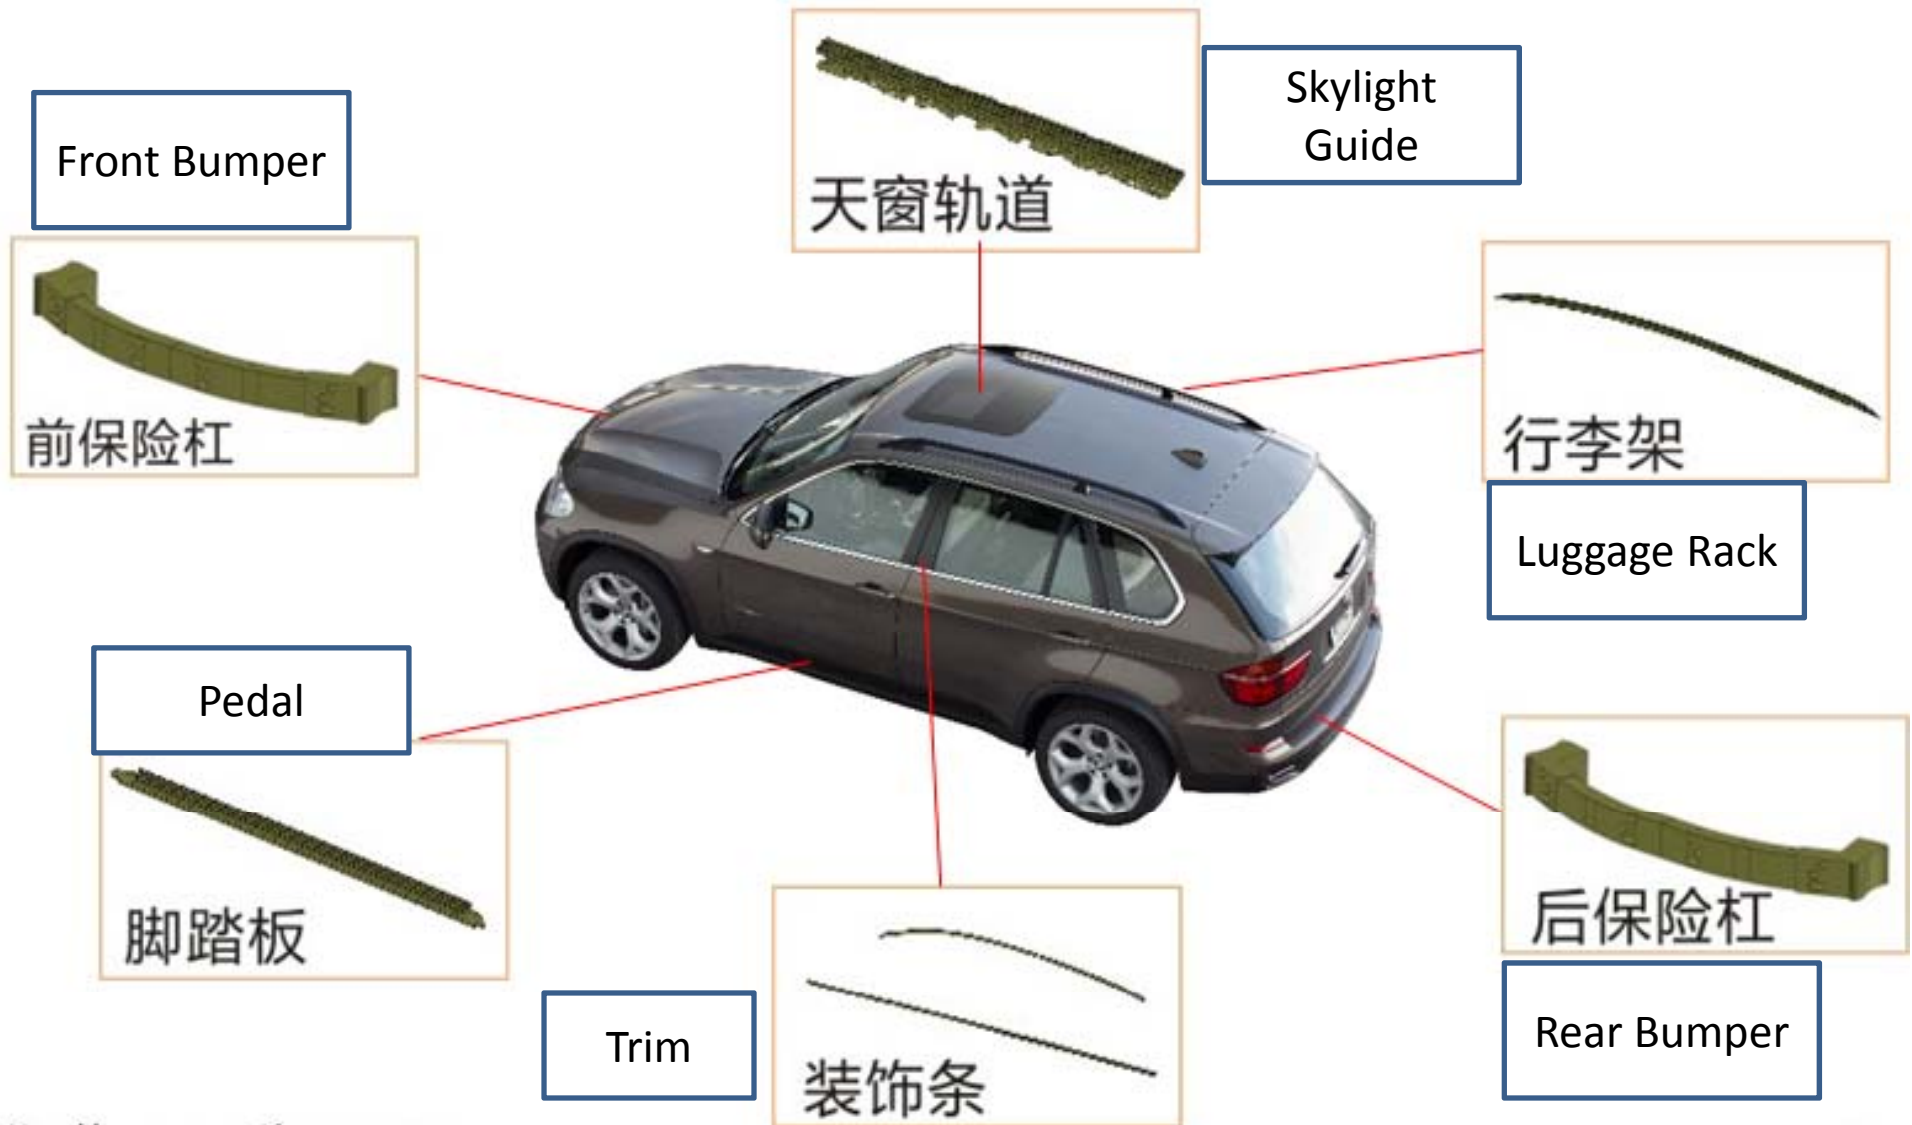 Skylight
Guide
天窗轨道
Front Bumper
前保险杠
行李架
Luggage Rack
Pedal
脚踏板
后保险杠
Rear Bumper
Trim
装饰条